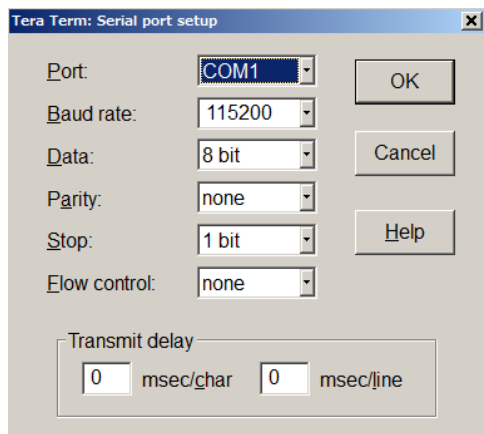 Tera Term: Serial port setup
Port: COM1
OK
Baud rate: 115200
Data: 8 bit
Cancel
Parity: none
Stop: 1 bit
Help
Flow control: none
Transmit delay
0 msec/char 0 msec/line